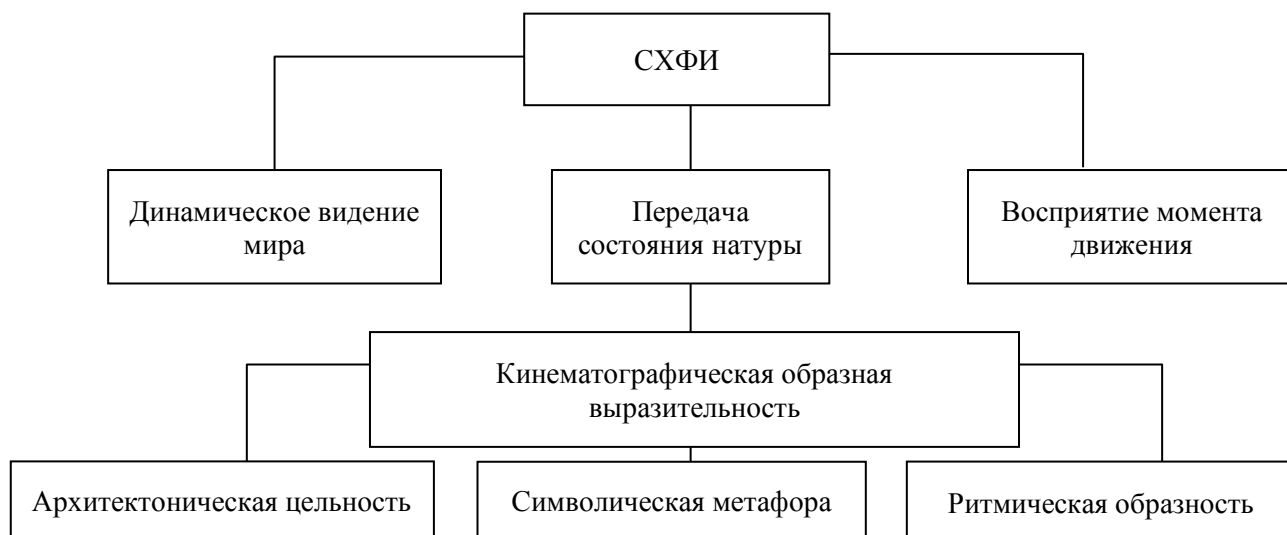 СХФИ
Динамическое видение
мира
Передача
состояния натуры
Восприятие момента
движения
Кинематографическая образная
выразительность
Архитектоническая цельность
Символическая метафора
Ритмическая образность